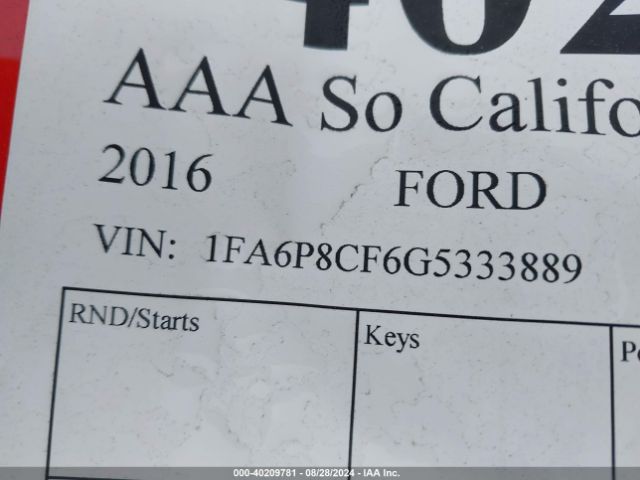 AAA So Califo
2016 FORD
VIN: 1FA6P8CF6G5333889
RND/Starts Keys
000-40209781 - 08/28/2024 - IAA Inc.